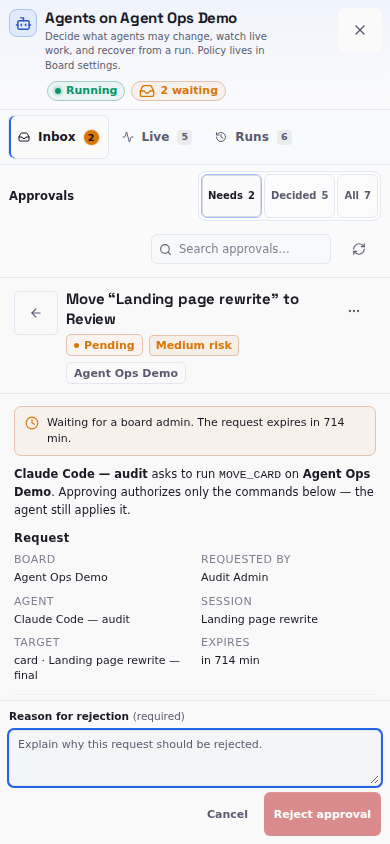 Agents on Agent Ops Demo
Decide what agents may change, watch live
work, and recover from a run. Policy lives in
Board settings.
Running
2 waiting
Inbox 2
Live 5
Runs 6
Approvals
Needs 2
Decided 5
All 7
Search approvals...
Move “Landing page rewrite” to
Review
Pending
Medium risk
Agent Ops Demo
Waiting for a board admin. The request expires in 714
min.
Claude Code — audit asks to run MOVE_CARD on Agent Ops
Demo. Approving authorizes only the commands below — the
agent still applies it.
Request
BOARD
Agent Ops Demo
REQUESTED BY
Audit Admin
AGENT
Claude Code — audit
SESSION
Landing page rewrite
TARGET
card · Landing page rewrite —
final
EXPIRES
in 714 min
Reason for rejection (required)
Explain why this request should be rejected.
Cancel
Reject approval